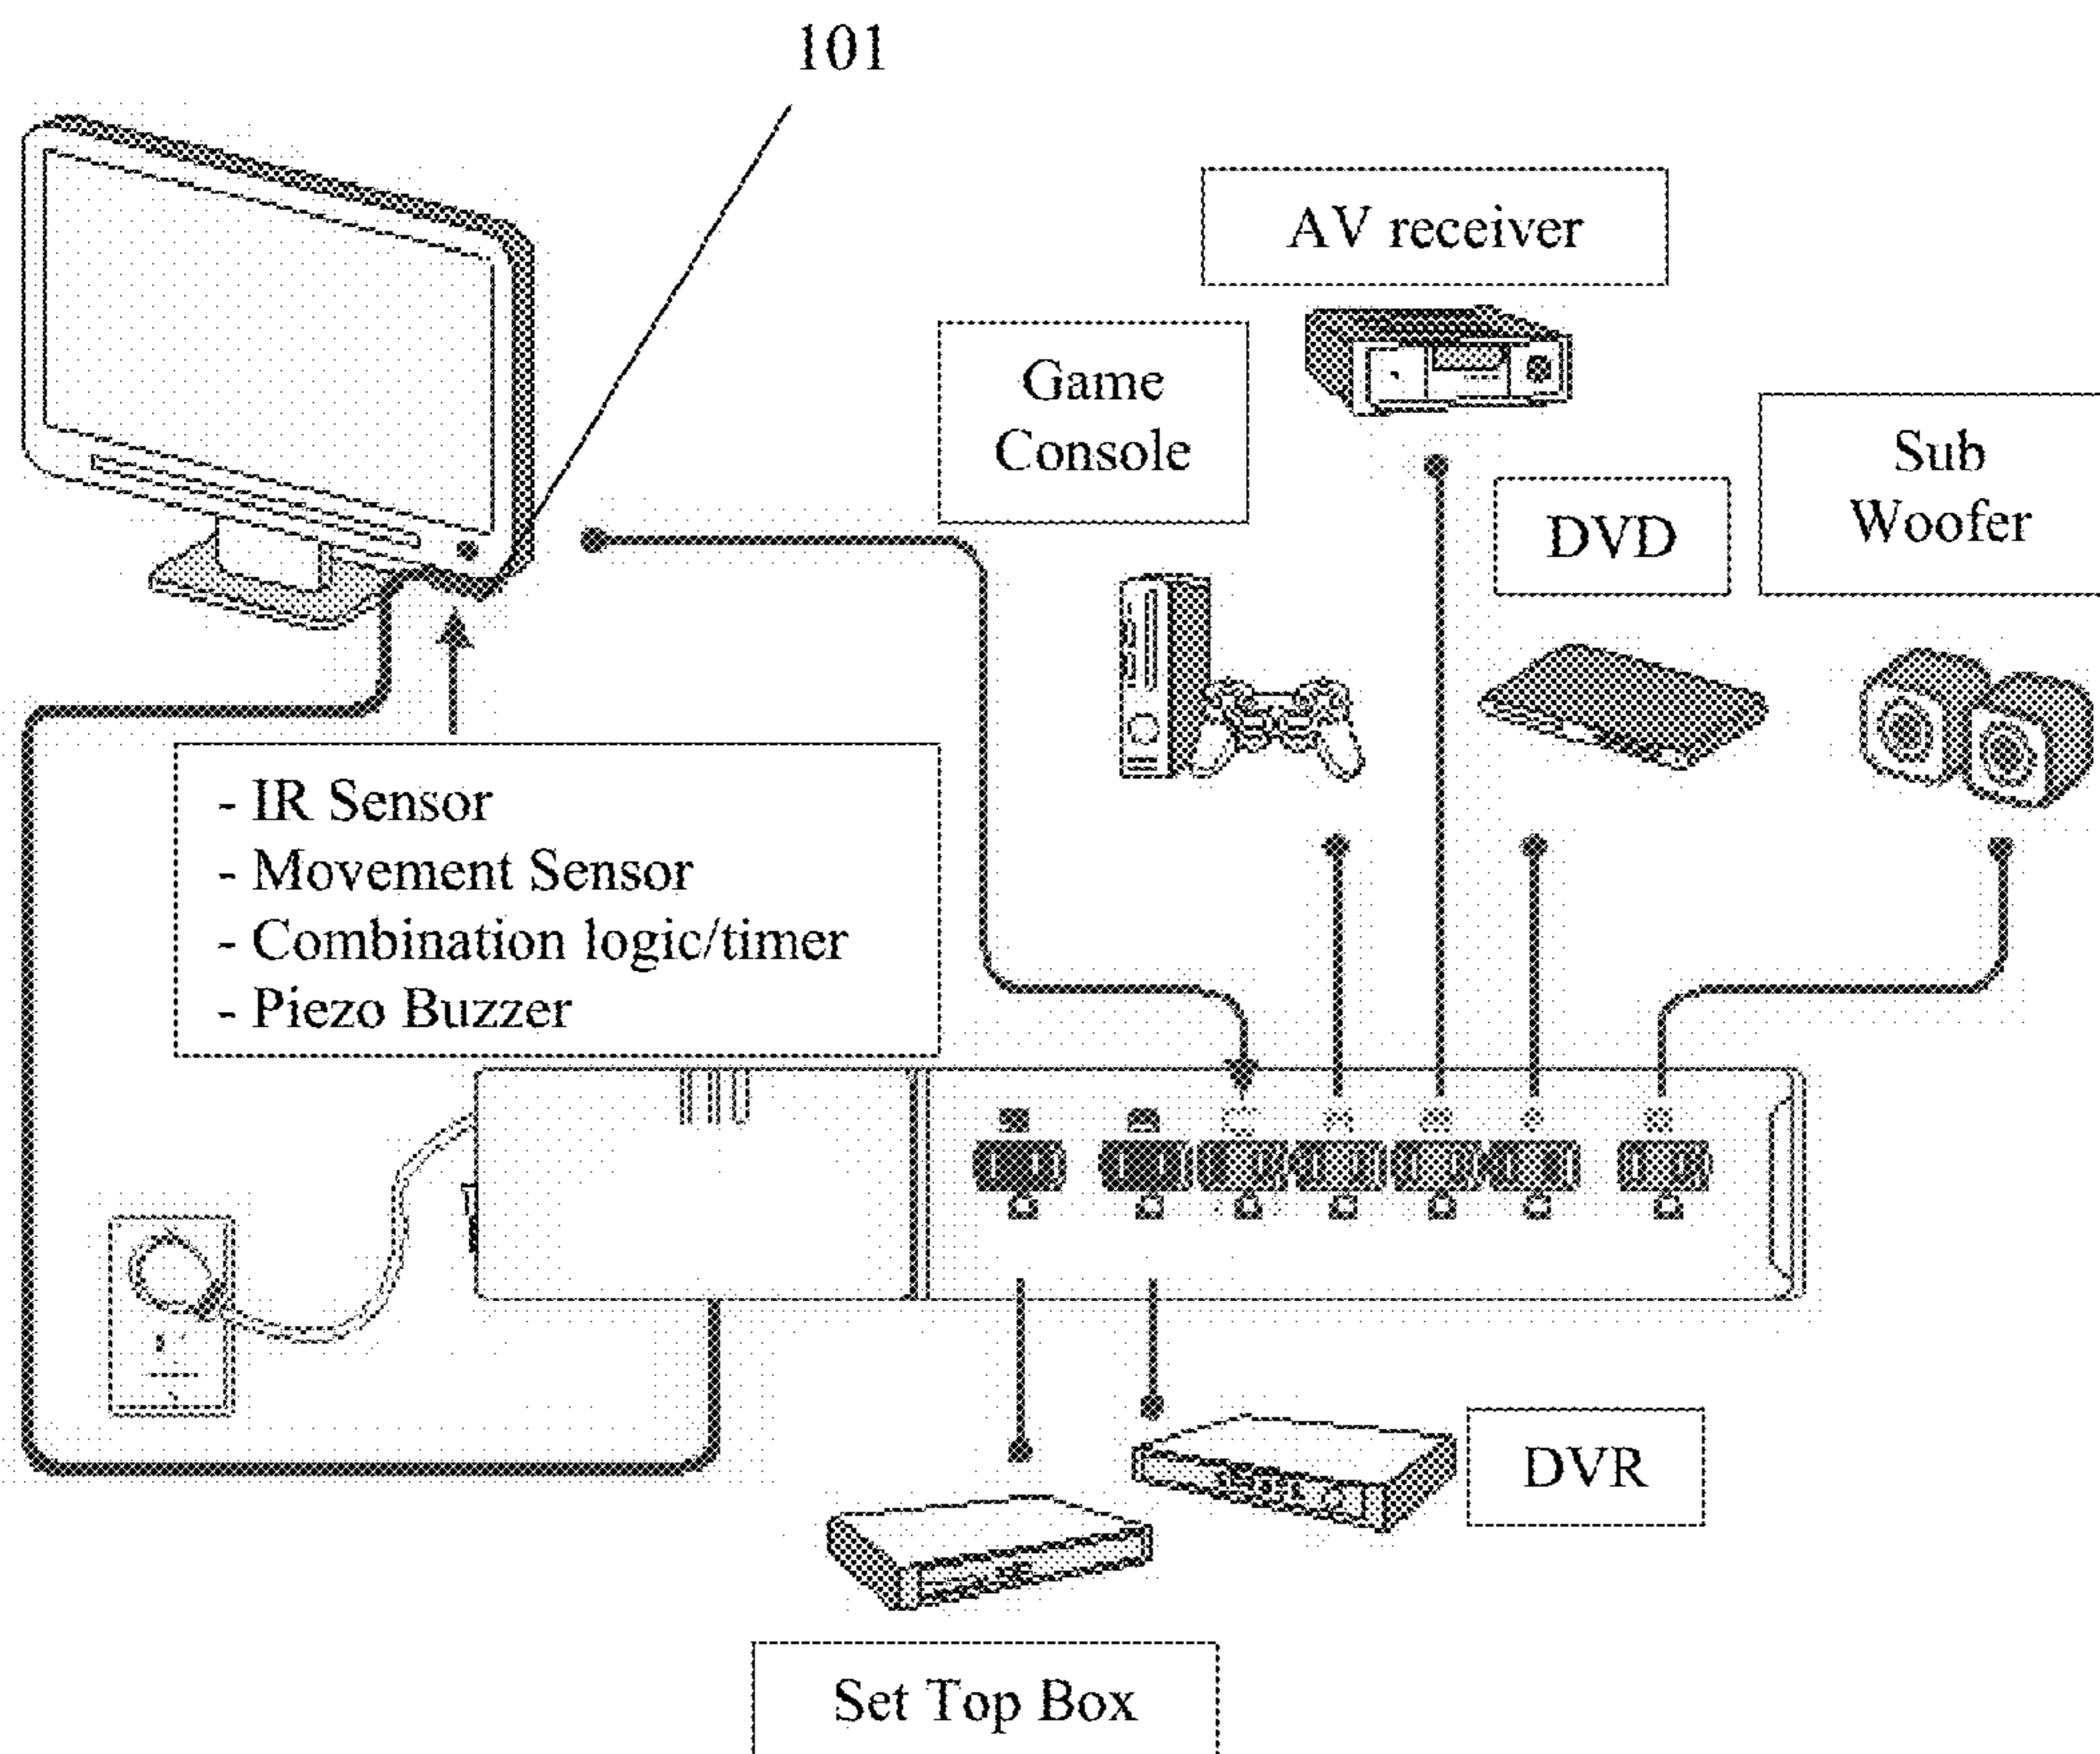 101
AV receiver
Game
Console
Sub
Woofer
DVD
- IR Sensor
- Movement Sensor
- Combination logic/timer
- Piezo Buzzer
DVR
Set Top Box